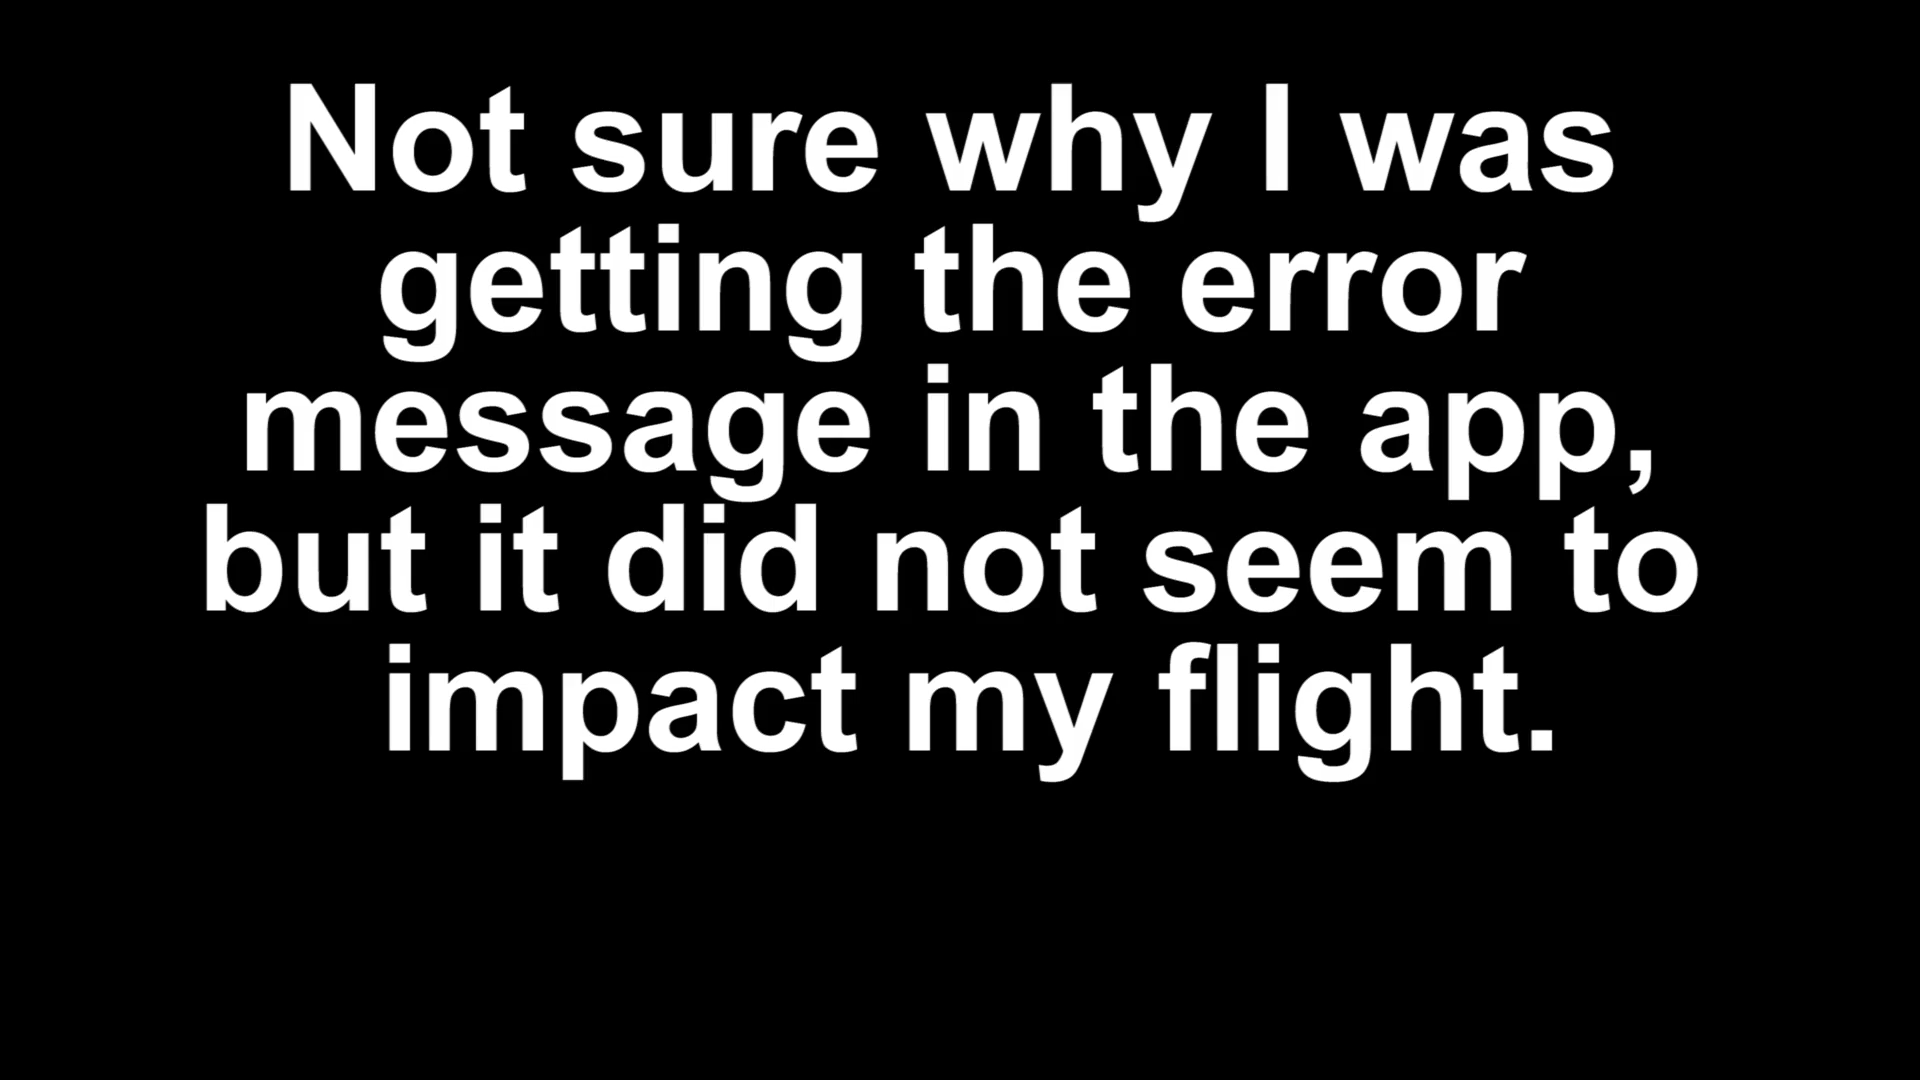 Not sure why I was
getting the error
message in the app,
but it did not seem to
impact my flight.